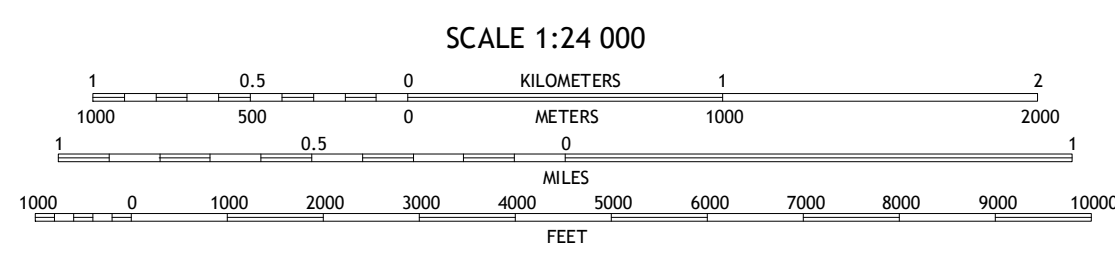 SCALE 1:24 000
1 0.5 0 KILOMETERS 1 2
1000 500 0 METERS 1000 2000
1 0.5 0 1
MILES
1000 0 1000 2000 3000 4000 5000 6000 7000 8000 9000 10000
FEET